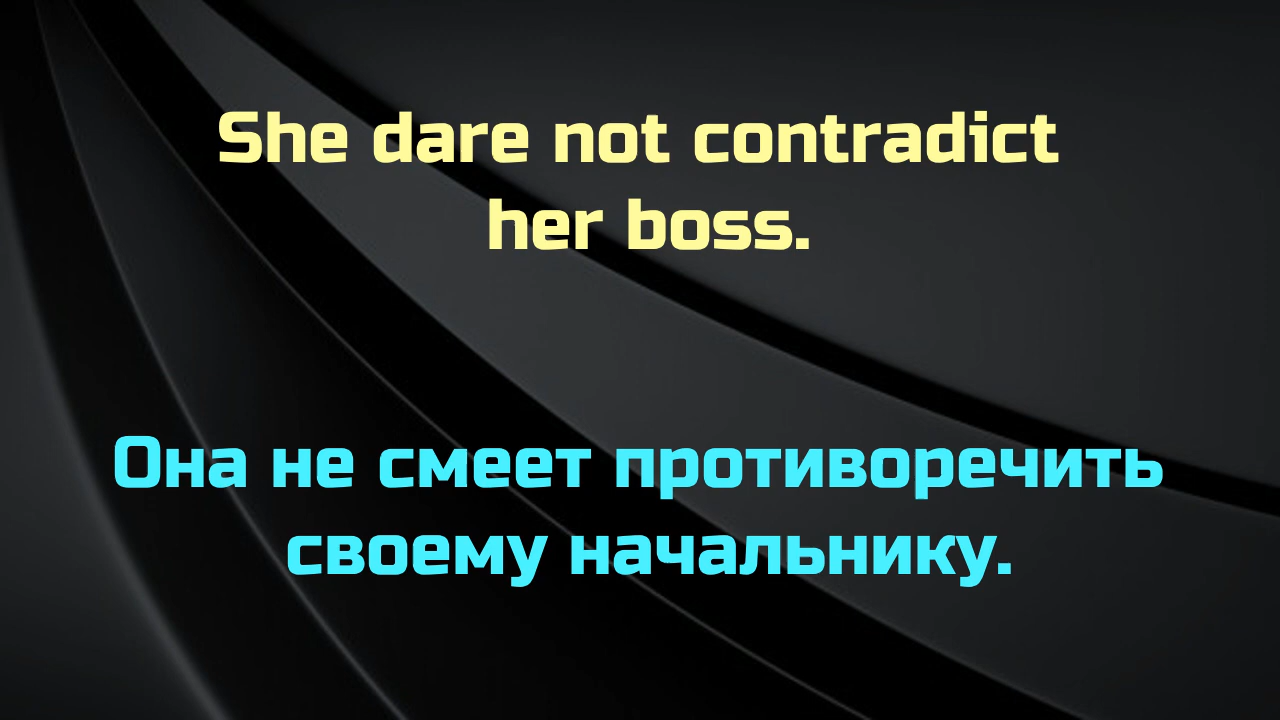 She dare not contradict
her boss.
Она не смеет противоречить
своему начальнику.